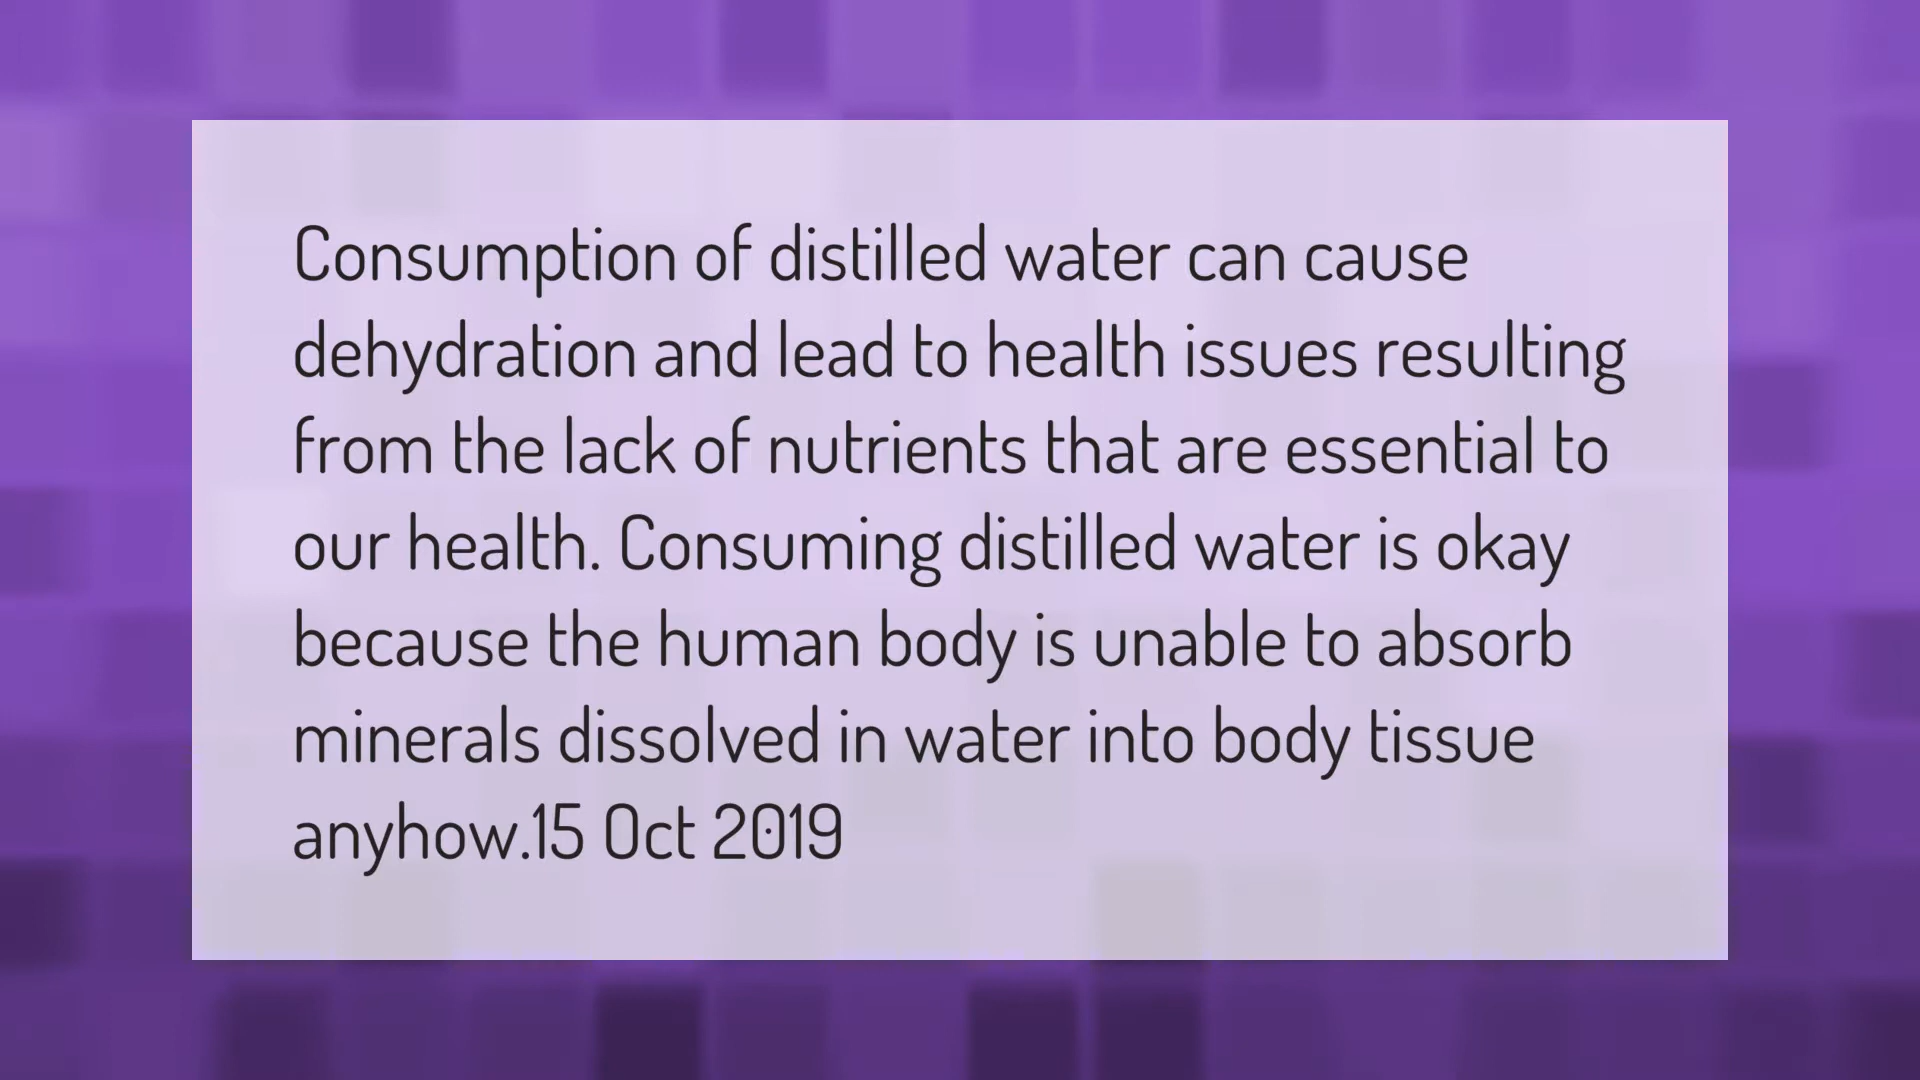 Consumption of distilled water can cause
dehydration and lead to health issues resulting
from the lack of nutrients that are essential to
our health. Consuming distilled water is okay
because the human body is unable to absorb
minerals dissolved in water into body tissue
anyhow.15 Oct 2019